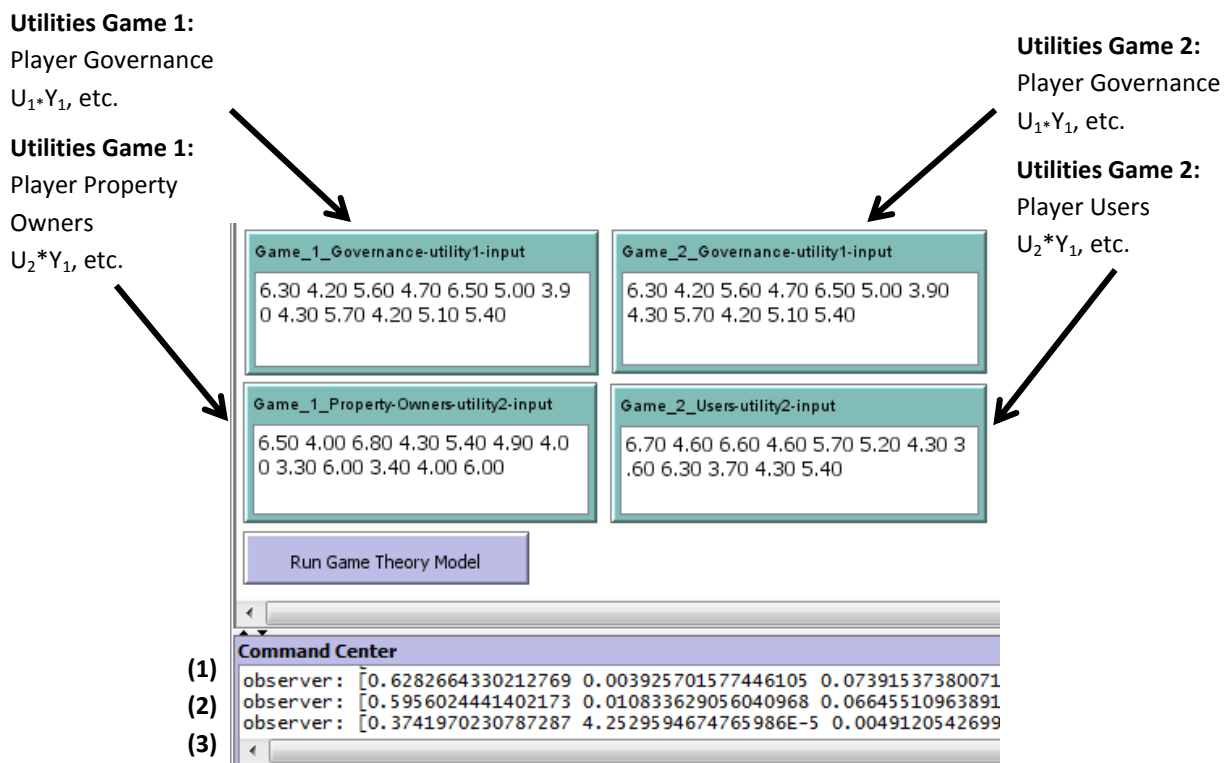 Utilities Game 1:
Player Governance
U₁*Y₁, etc.
Utilities Game 1:
Player Property
Owners
U₂*Y₁, etc.
Utilities Game 2:
Player Governance
U₁*Y₁, etc.
Utilities Game 2:
Player Users
U₂*Y₁, etc.
Game_1_Governance-utility1-input
6.30 4.20 5.60 4.70 6.50 5.00 3.9
0 4.30 5.70 4.20 5.10 5.40
Game_2_Governance-utility1-input
6.30 4.20 5.60 4.70 6.50 5.00 3.90
4.30 5.70 4.20 5.10 5.40
Game_1_Property-Owners-utility2-input
6.50 4.00 6.80 4.30 5.40 4.90 4.0
0 3.30 6.00 3.40 4.00 6.00
Game_2_Users-utility2-input
6.70 4.60 6.60 4.60 5.70 5.20 4.30 3
.60 6.30 3.70 4.30 5.40
Run Game Theory Model
Command Center
(1) observer: [0.6282664330212769 0.003925701577446105 0.07391537380071
(2) observer: [0.5956024441402173 0.010833629056040968 0.06645510963891
(3) observer: [0.3741970230787287 4.2529594674765986E-5 0.0049120542699